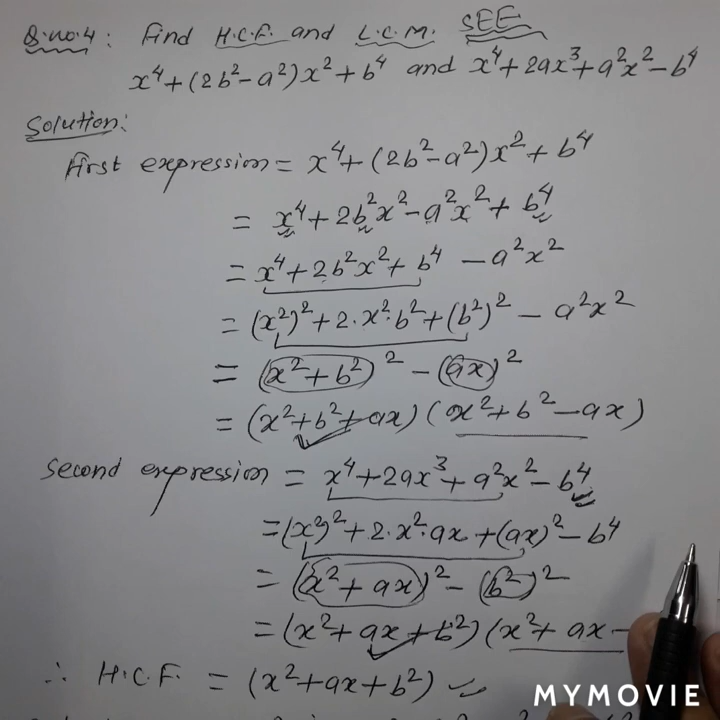 Q.no.4: Find H.C.F. and L.C.M. SEE
x⁴+(2b²-a²)x²+b⁴ and x⁴+2ax³+a²x²-b⁴
Solution:
First expression = x⁴+(2b²-a²)x²+b⁴
= x⁴+2b²x²-a²x²+b⁴
= x⁴+2b²x²+b⁴-a²x²
= (x²)²+2·x²·b²+(b²)²-a²x²
= (x²+b²)²-(ax)²
= (x²+b²+ax)(x²+b²-ax)
Second expression = x⁴+2ax³+a²x²-b⁴
= (x²)²+2·x²·ax+(ax)²-b⁴
= (x²+ax)²-(b²)²
= (x²+ax+b²)(x²+ax-
∴ H.C.F. = (x²+ax+b²)
MYMOVIE